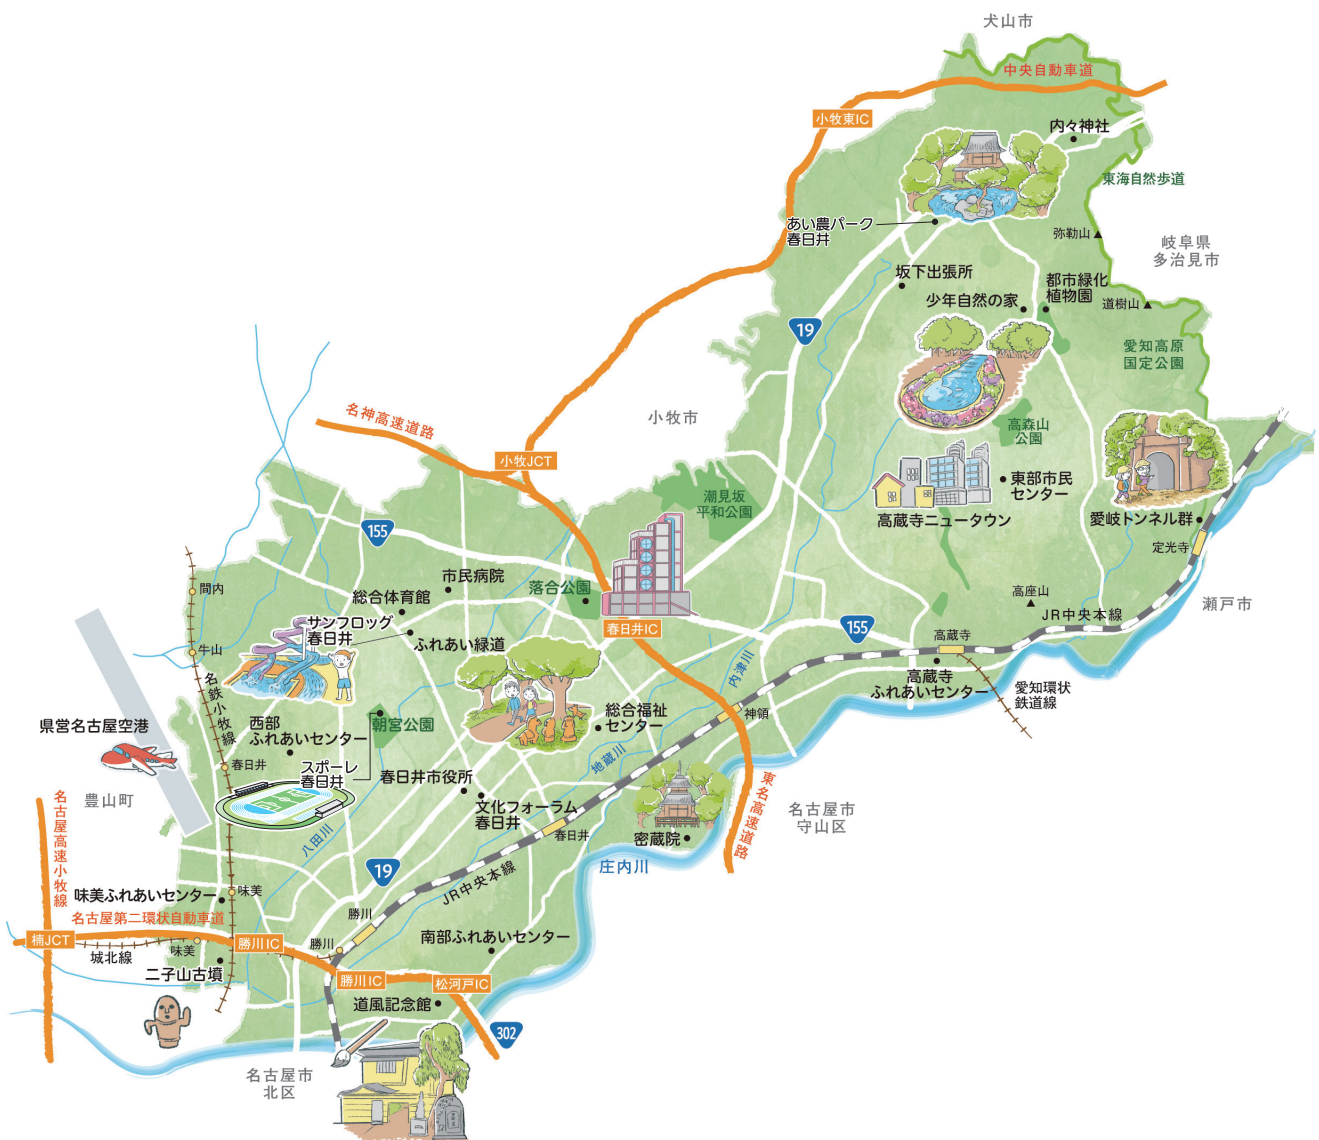 犬山市
中央自動車道
小牧東IC
内々神社
東海自然歩道
あい農パーク
春日井
弥勒山
岐阜県
多治見市
坂下出張所
都市緑化
植物園
少年自然の家
道樹山
19
愛知高原
国定公園
小牧市
名神高速道路
高森山
公園
小牧JCT
東部市民
センター
潮見坂
平和公園
高蔵寺ニュータウン
愛岐トンネル群
155
定光寺
市民病院
落合公園
間内
総合体育館
高座山
瀬戸市
JR中央本線
サンフロッグ
春日井
春日井IC
155
ふれあい緑道
高蔵寺
牛山
内津川
高蔵寺
ふれあいセンター
名鉄小牧線
愛知環状
鉄道線
県営名古屋空港
西部
ふれあいセンター
朝宮公園
総合福祉
センター
神領
地蔵川
春日井
スポーレ
春日井
春日井市役所
豊山町
名古屋高速小牧線
文化フォーラム
春日井
東名高速道路
名古屋市
守山区
八田川
春日井
密蔵院
庄内川
19
JR中央本線
味美ふれあいセンター
味美
名古屋第二環状自動車道
勝川
楠JCT
城北線
味美
勝川IC
勝川
南部ふれあいセンター
二子山古墳
勝川IC
松河戸IC
道風記念館
302
名古屋市
北区